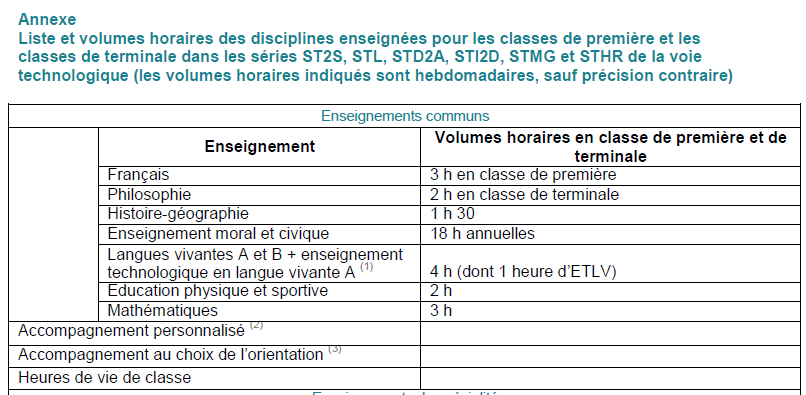 Annexe
Liste et volumes horaires des disciplines enseignées pour les classes de première et les
classes de terminale dans les séries ST2S, STL, STD2A, STI2D, STMG et STHR de la voie
technologique (les volumes horaires indiqués sont hebdomadaires, sauf précision contraire)
Enseignements communs
Enseignement
Volumes horaires en classe de première et de
terminale
Français
3 h en classe de première
Philosophie
2 h en classe de terminale
Histoire-géographie
1 h 30
Enseignement moral et civique
18 h annuelles
Langues vivantes A et B + enseignement
technologique en langue vivante A (1)
4 h (dont 1 heure d'ETLV)
Education physique et sportive
2 h
Mathématiques
3 h
Accompagnement personnalisé (2)
Accompagnement au choix de l'orientation (3)
Heures de vie de classe